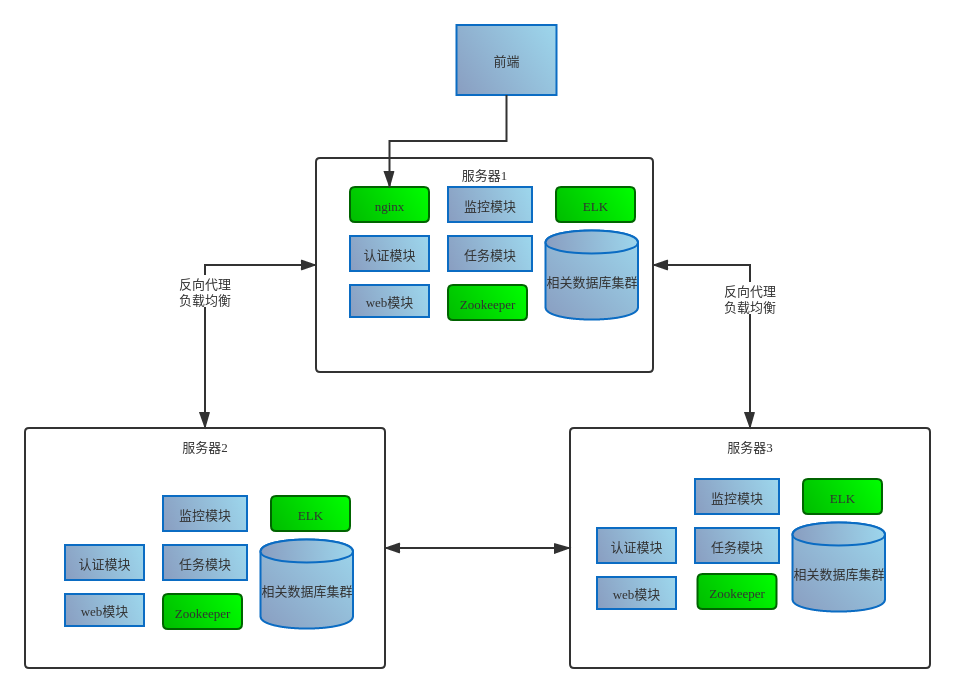 前端
服务器1
nginx
监控模块
ELK
认证模块
任务模块
相关数据库集群
web模块
Zookeeper
反向代理
负载均衡
反向代理
负载均衡
服务器2
监控模块
ELK
认证模块
任务模块
相关数据库集群
web模块
Zookeeper
服务器3
监控模块
ELK
认证模块
任务模块
相关数据库集群
web模块
Zookeeper